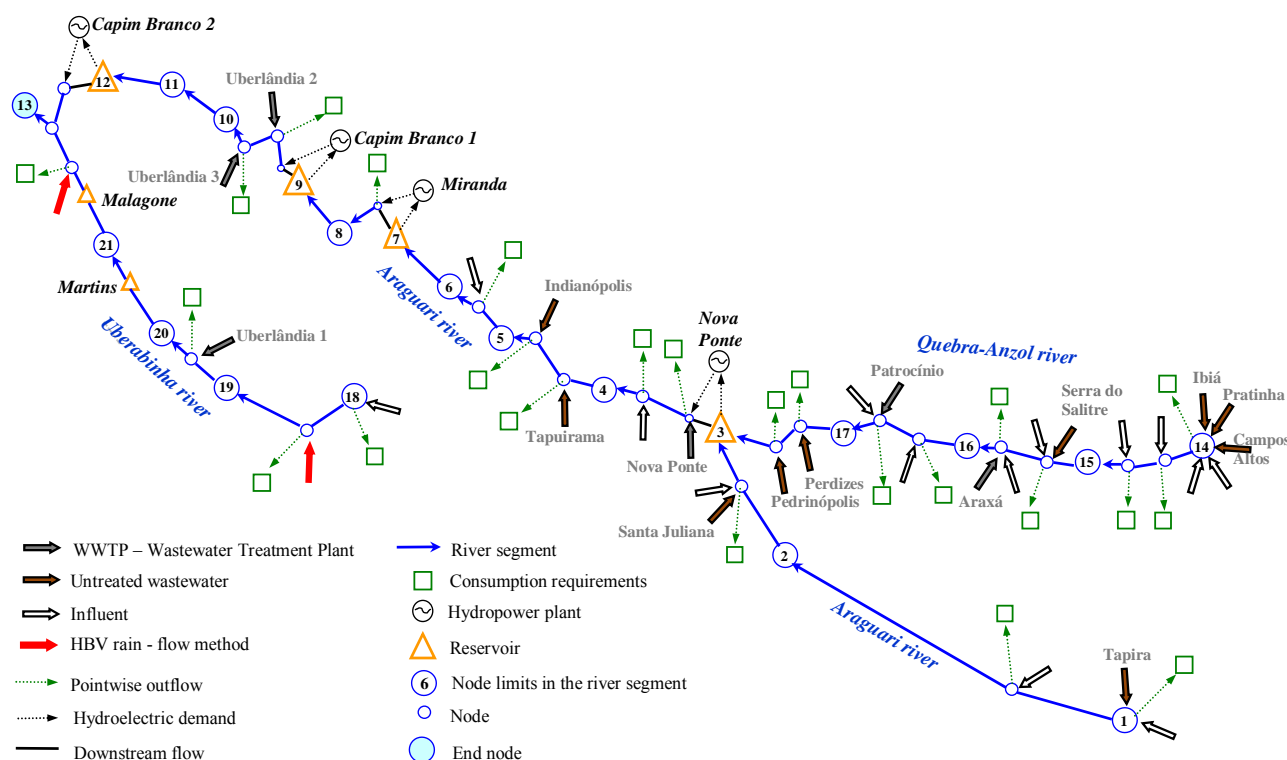 Capim Branco 2
12
11
13
10
Uberlândia 2
Uberlândia 3
Capim Branco 1
9
Miranda
8
7
Malagone
21
Martins
20
Uberlândia 1
19
18
Uberabinha river
Araguari river
6
5
Indianópolis
Tapuirama
4
Nova
Ponte
3
Nova Ponte
Quebra-Anzol river
Patrocínio
17
16
Perdizes
Pedrinópolis
Araxá
Serra do
Salitre
15
Ibiá
Pratinha
Campos
Altos
14
Santa Juliana
2
Araguari river
Tapira
1
WWTP – Wastewater Treatment Plant
Untreated wastewater
Influent
HBV rain - flow method
Pointwise outflow
Hydroelectric demand
Downstream flow
River segment
Consumption requirements
Hydropower plant
Reservoir
6
Node limits in the river segment
Node
End node